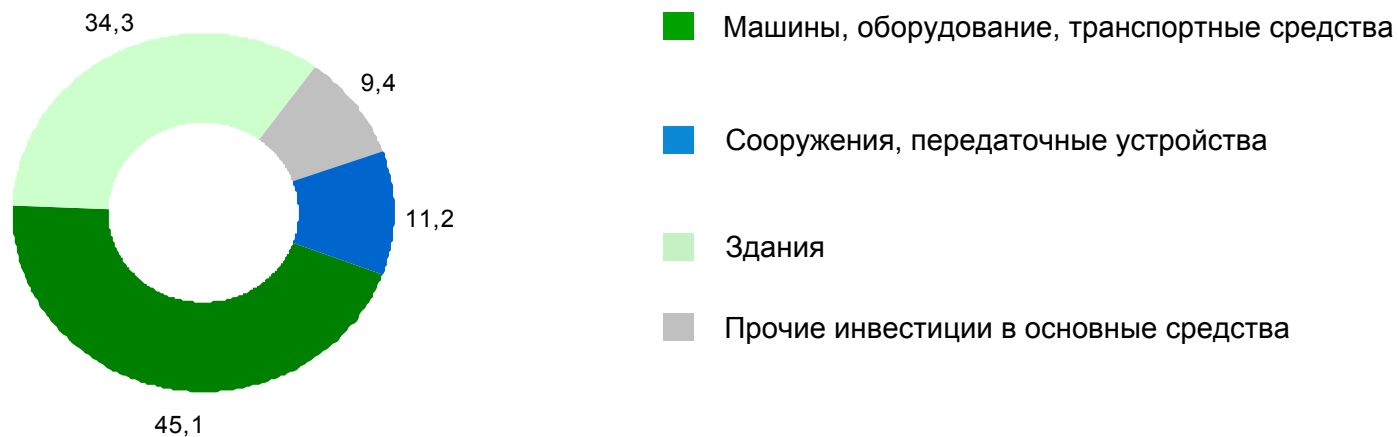 34,3
9,4
11,2
45,1
Машины, оборудование, транспортные средства
Сооружения, передаточные устройства
Здания
Прочие инвестиции в основные средства